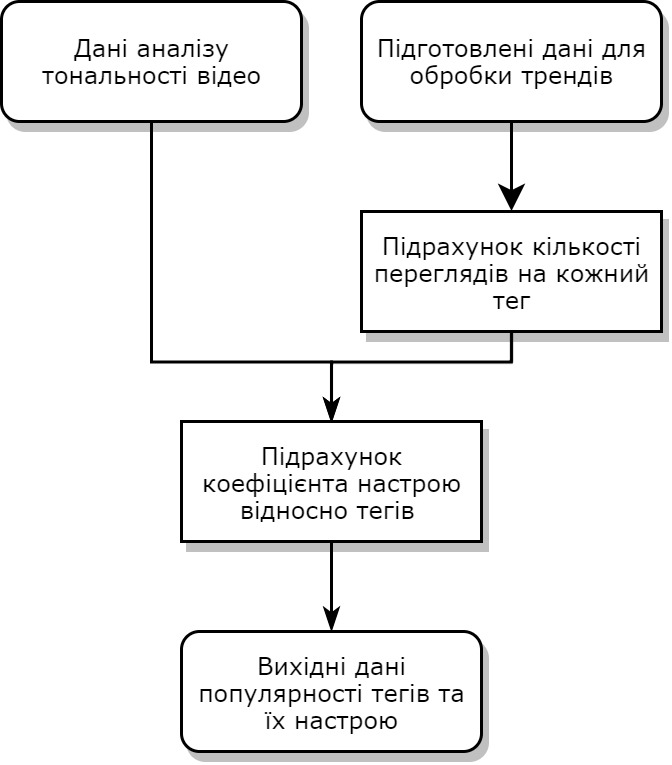 Дані аналізу
тональності відео
Підготовлені дані для
обробки трендів
Підрахунок кількості
переглядів на кожний
тег
Підрахунок
коефіцієнта настрою
відносно тегів
Вихідні дані
популярності тегів та
їх настрою